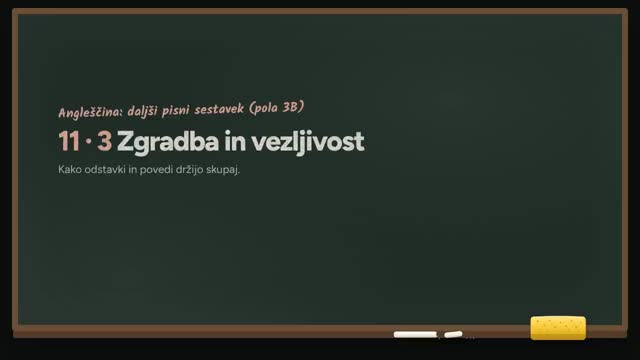 Angleščina: daljši pisni sestavek (pola 3B)
11 · 3 Zgradba in vezljivost
Kako odstavki in povedi držijo skupaj.